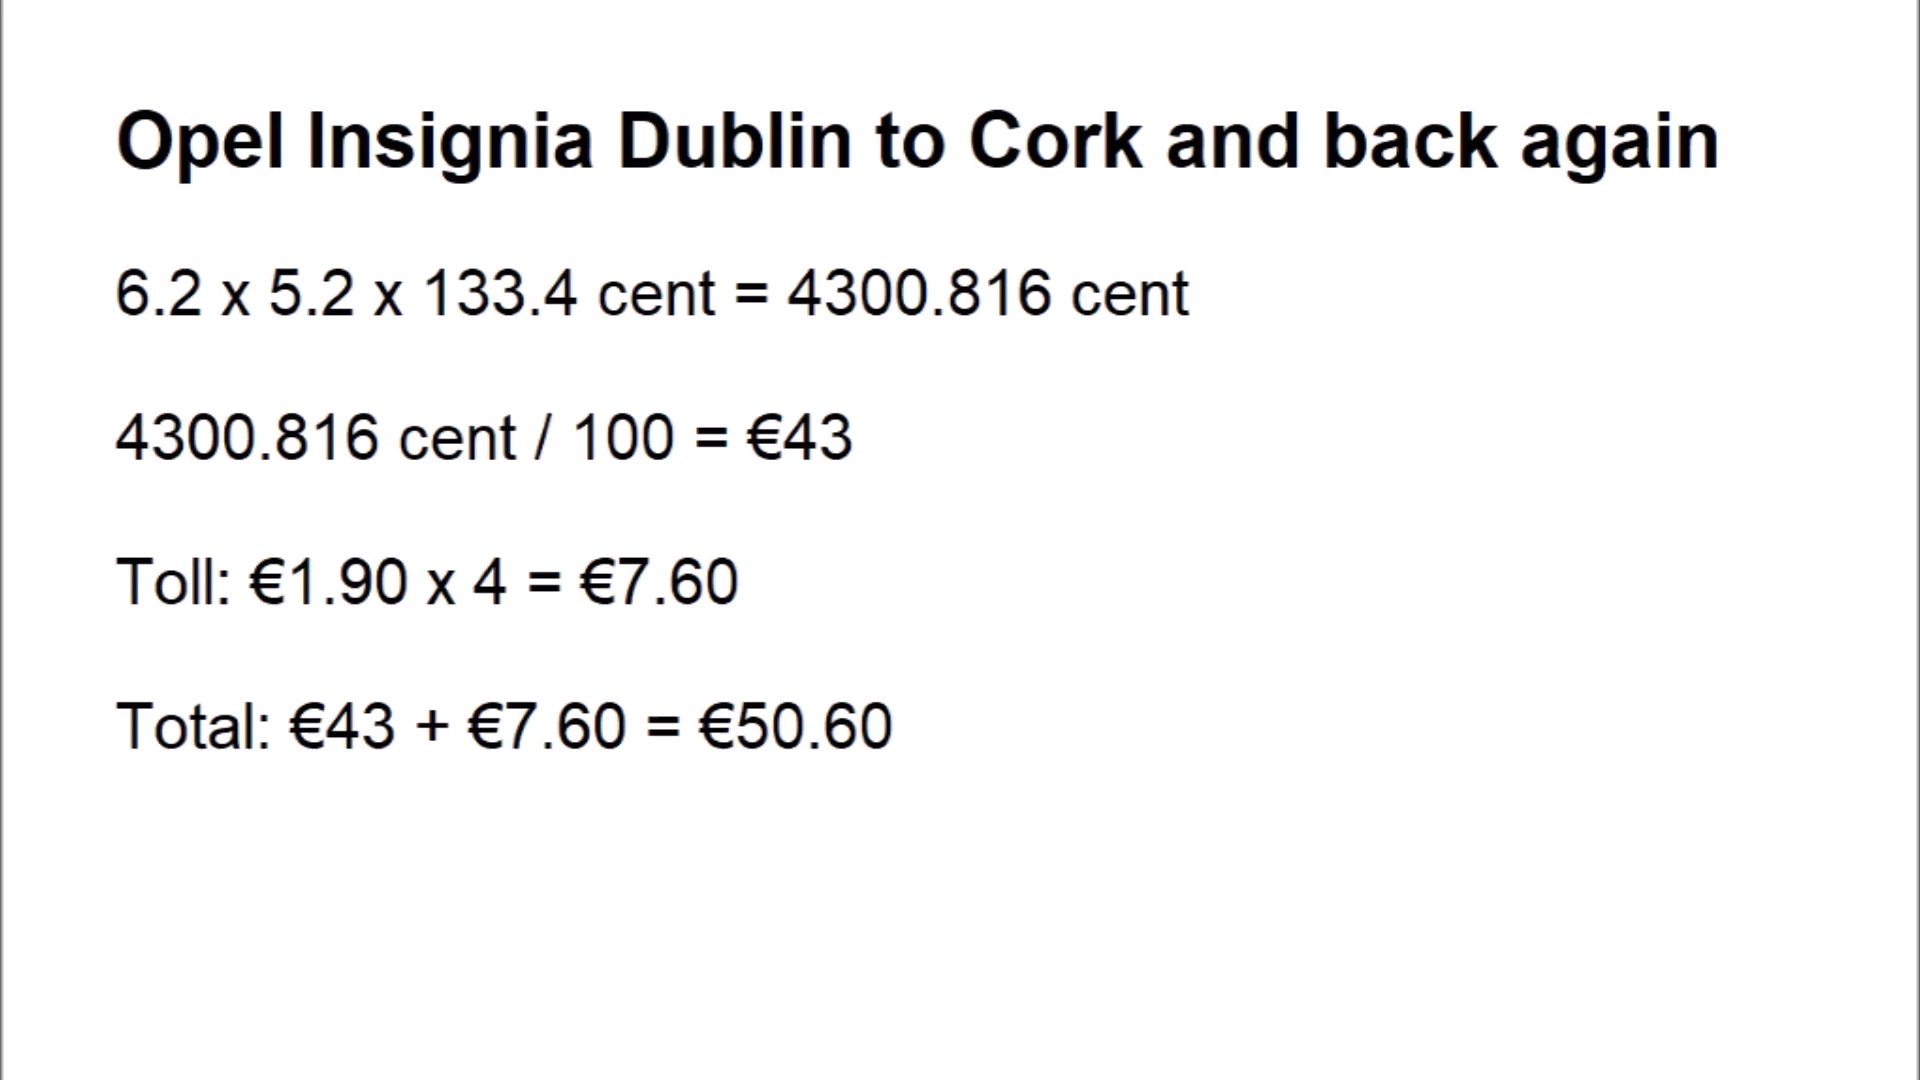 Opel Insignia Dublin to Cork and back again
6.2 x 5.2 x 133.4 cent = 4300.816 cent
4300.816 cent / 100 = €43
Toll: €1.90 x 4 = €7.60
Total: €43 + €7.60 = €50.60